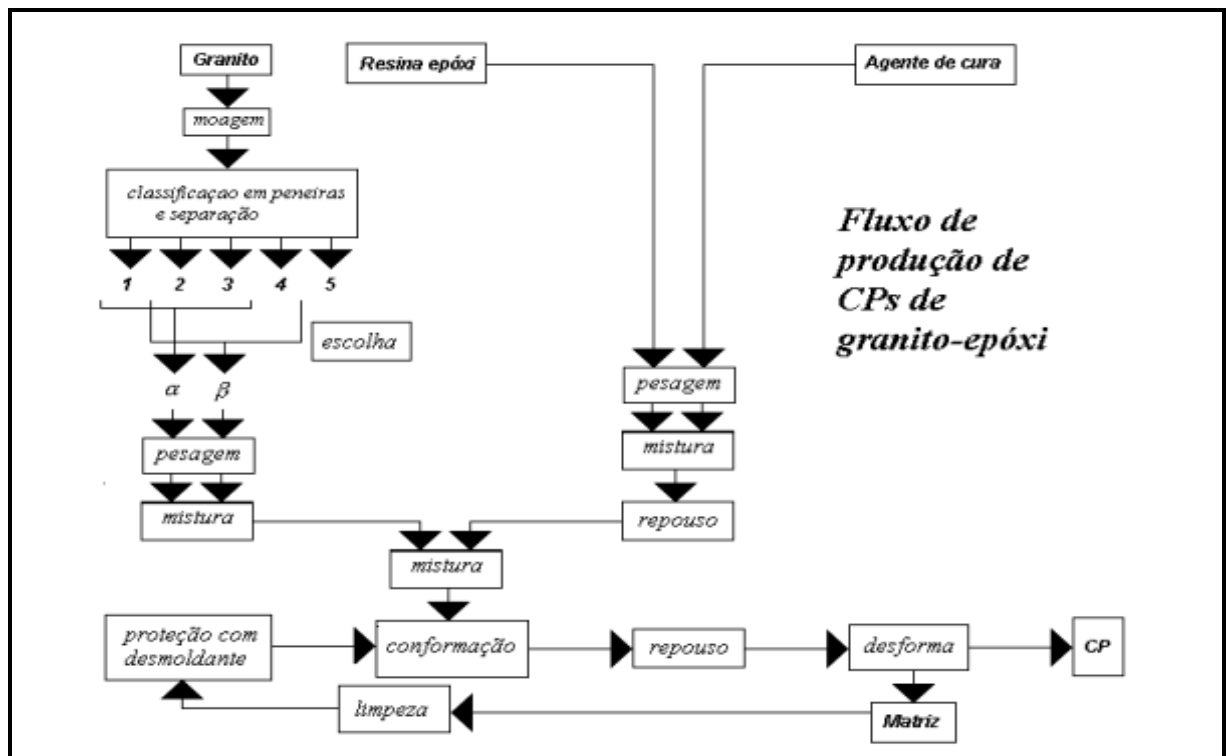 Granito
Resina epóxi
Agente de cura
moagem
classificaçao em peneiras
e separação
1 2 3 4 5
escolha
α β
pesagem
mistura
Fluxo de
produção de
CPs de
granito-epóxi
pesagem
mistura
repouso
mistura
proteção com
desmoldante
conformação
repouso
desforma
CP
limpeza
Matriz